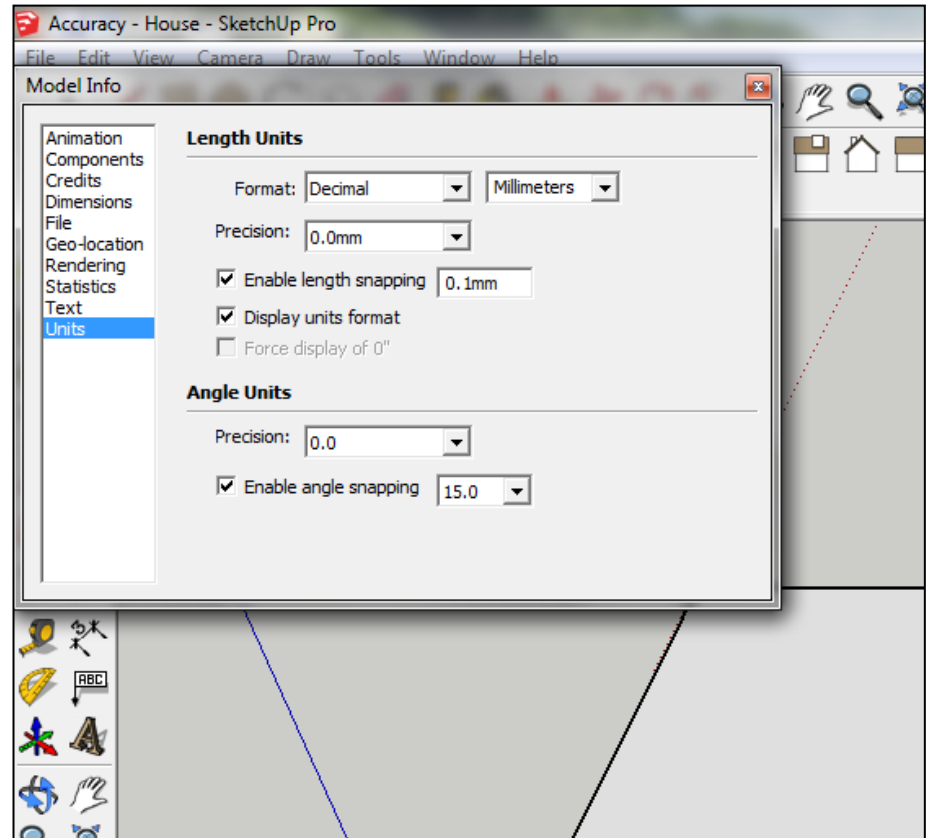 Accuracy - House - SketchUp Pro
File Edit View Camera Draw Tools Window Help
Model Info
Animation
Components
Credits
Dimensions
File
Geo-location
Rendering
Statistics
Text
Units
Length Units
Format: Decimal Millimeters
Precision: 0.0mm
Enable length snapping 0.1mm
Display units format
Force display of 0"
Angle Units
Precision: 0.0
Enable angle snapping 15.0
ABC